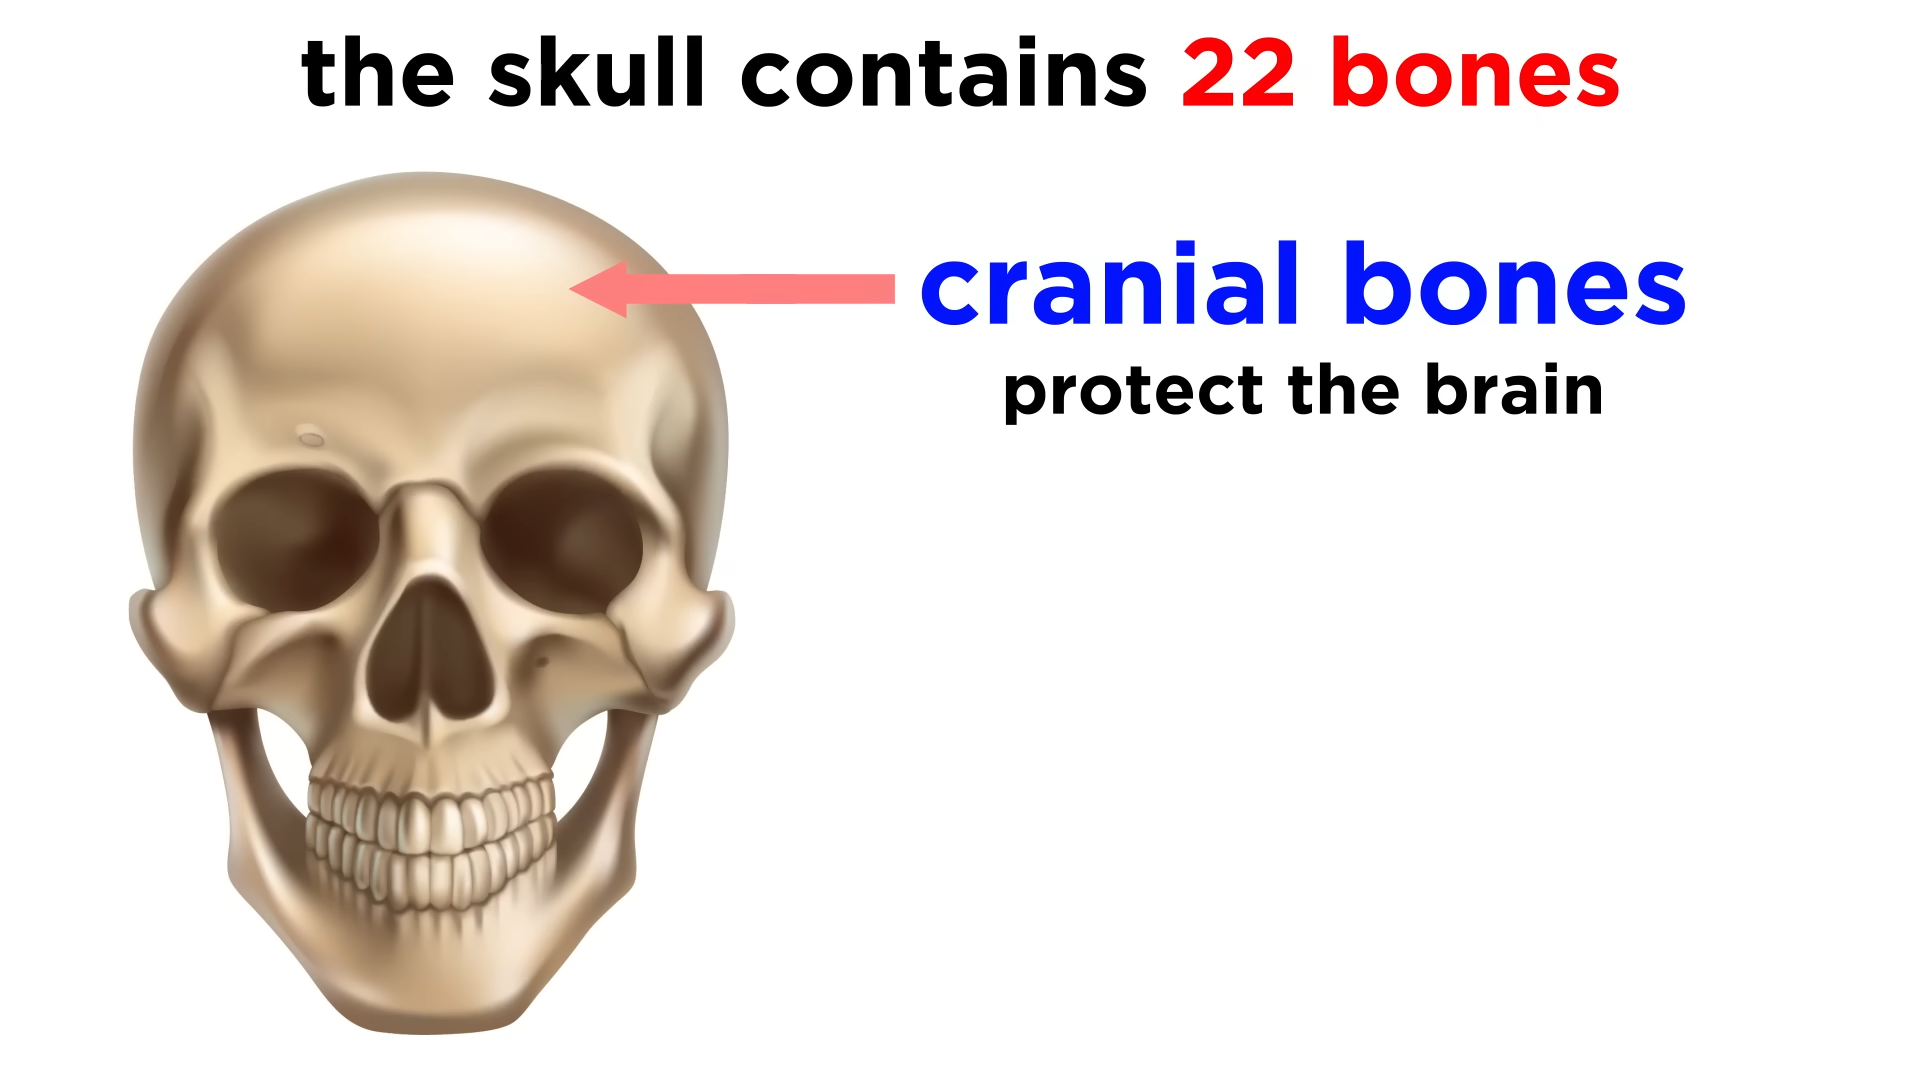 the skull contains 22 bones
cranial bones
protect the brain